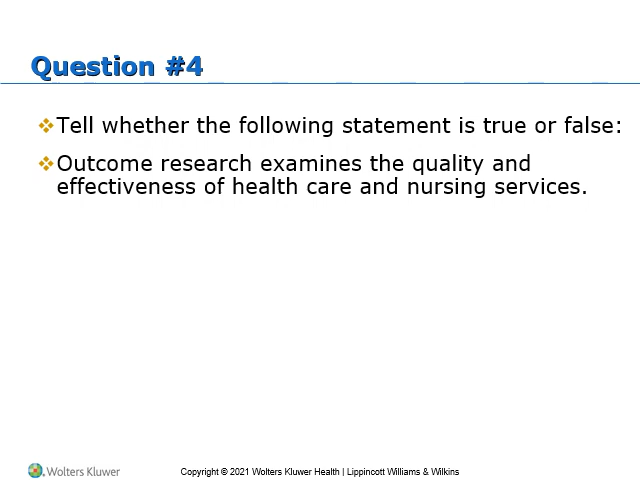 Question #4
Tell whether the following statement is true or false:
Outcome research examines the quality and
effectiveness of health care and nursing services.
Wolters Kluwer
Copyright © 2021 Wolters Kluwer Health | Lippincott Williams & Wilkins